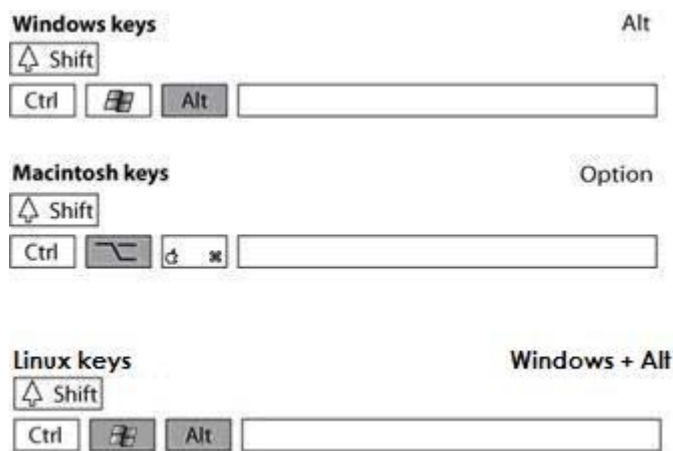 Windows keys Alt
Shift
Ctrl Alt
Macintosh keys Option
Shift
Ctrl
Linux keys Windows + Alt
Shift
Ctrl Alt